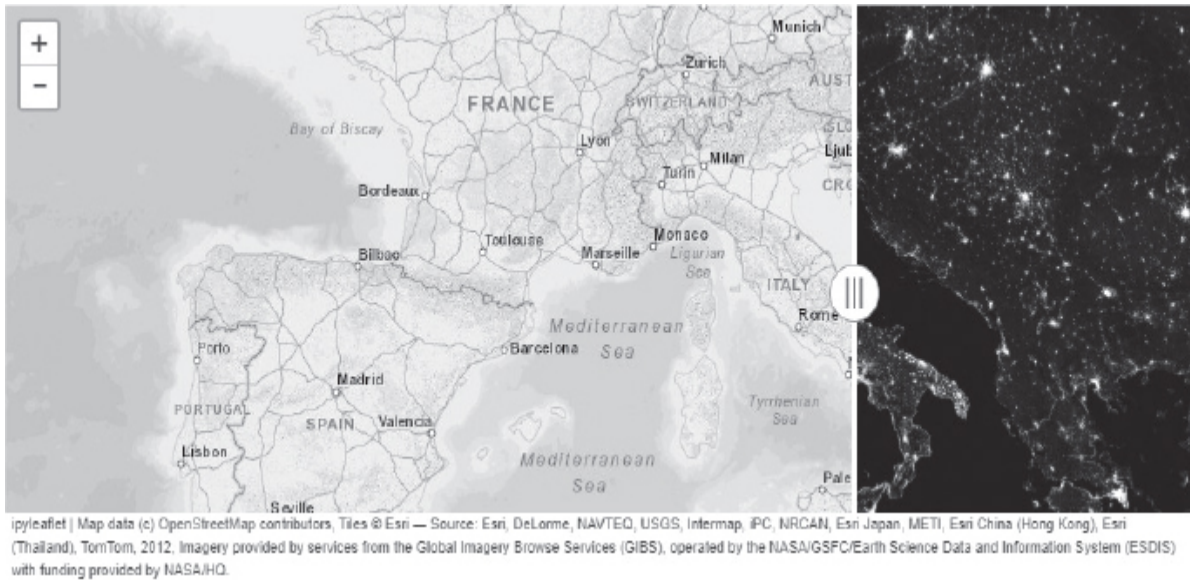 +
−
Munich
Zurich
AUST
FRANCE
SWITZERLAND
Bay of Biscay
SLO
Lyon
Ljub
Milan
Turin
CRO
Bordeaux
Monaco
Toulouse
Marseille
Ligurian
Sea
Bilbao
ITALY
Rome
Mediterranean
Sea
Porto
Barcelona
Madrid
Tyrrhenian
Sea
PORTUGAL
SPAIN
Valencia
Lisbon
Mediterranean
Sea
Pale
Seville
ipyleaflet | Map data (c) OpenStreetMap contributors, Tiles © Esri — Source: Esri, DeLorme, NAVTEQ, USGS, Intermap, iPC, NRCAN, Esri Japan, METI, Esri China (Hong Kong), Esri
(Thailand), TomTom, 2012, Imagery provided by services from the Global Imagery Browse Services (GIBS), operated by the NASA/GSFC/Earth Science Data and Information System (ESDIS)
with funding provided by NASA/HQ.